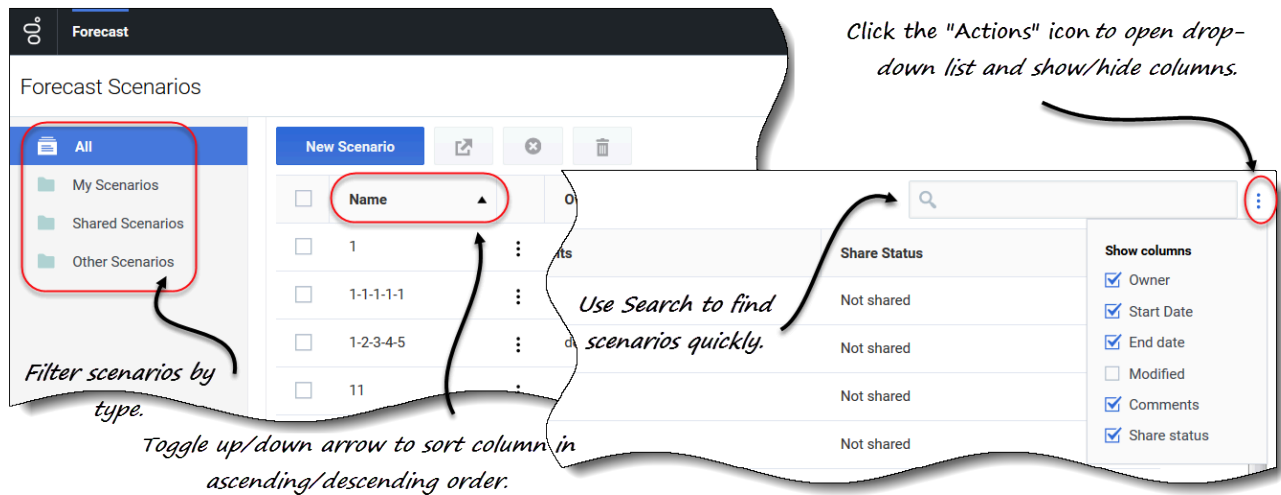 Forecast
Click the "Actions" icon to open drop-
down list and show/hide columns.
Forecast Scenarios
All
My Scenarios
Shared Scenarios
Other Scenarios
New Scenario
Name
1
1-1-1-1-1
1-2-3-4-5
11
Share Status
Not shared
Not shared
Not shared
Not shared
Show columns
Owner
Start Date
End date
Modified
Comments
Share status
Use Search to find
scenarios quickly.
Filter scenarios by
type.
Toggle up/down arrow to sort column in
ascending/descending order.